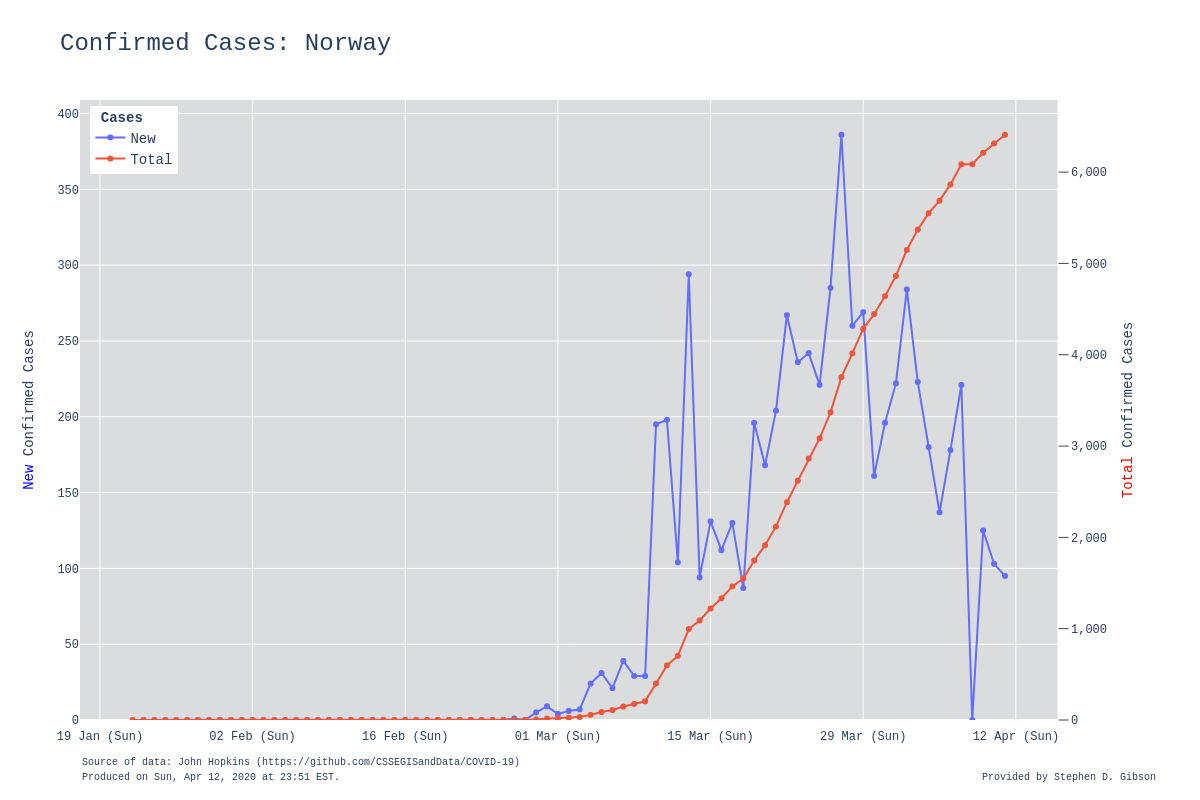 Confirmed Cases: Norway
Cases
New
Total
400
350
300
250
200
150
100
50
0
6,000
5,000
4,000
3,000
2,000
1,000
0
New Confirmed Cases
Total Confirmed Cases
19 Jan (Sun) 02 Feb (Sun) 16 Feb (Sun) 01 Mar (Sun) 15 Mar (Sun) 29 Mar (Sun) 12 Apr (Sun)
Source of data: John Hopkins (https://github.com/CSSEGISandData/COVID-19)
Produced on Sun, Apr 12, 2020 at 23:51 EST.
Provided by Stephen D. Gibson